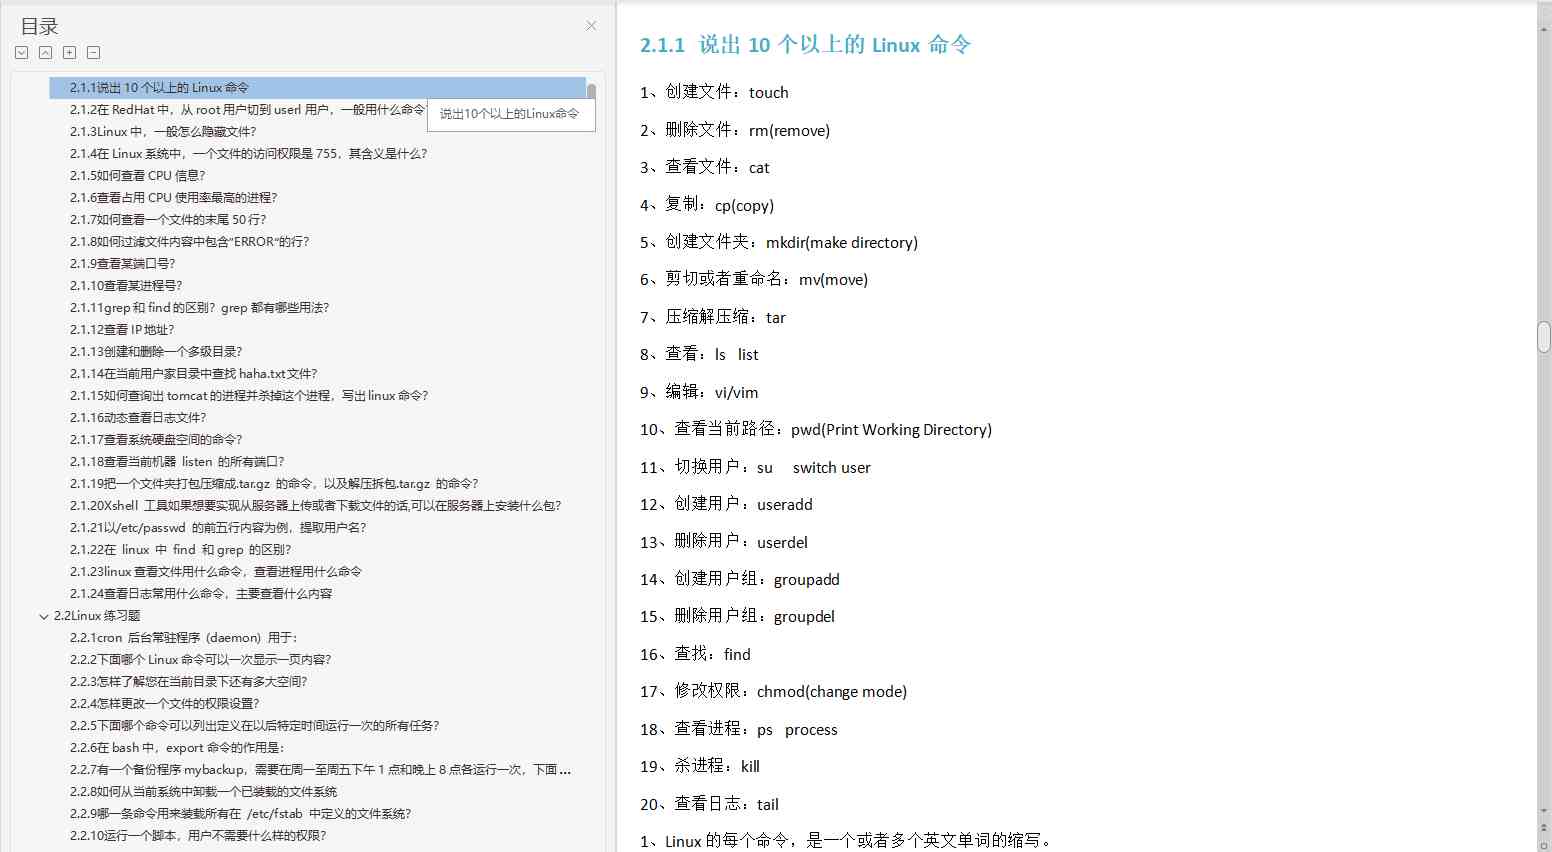 目录
2.1.1说出 10 个以上的 Linux 命令
2.1.2在 RedHat 中，从 root 用户切到 userl 用户，一般用什么命令
说出10个以上的Linux命令
2.1.3Linux 中，一般怎么隐藏文件?
2.1.4在 Linux 系统中，一个文件的访问权限是 755，其含义是什么?
2.1.5如何查看 CPU 信息?
2.1.6查看占用 CPU 使用率最高的进程?
2.1.7如何查看一个文件的末尾 50 行?
2.1.8如何过滤文件内容中包含"ERROR"的行?
2.1.9查看某端口号?
2.1.10查看某进程号?
2.1.11grep 和 find 的区别？grep 都有哪些用法?
2.1.12查看 IP 地址?
2.1.13创建和删除一个多级目录?
2.1.14在当前用户家目录中查找 haha.txt 文件?
2.1.15如何查询出 tomcat 的进程并杀掉这个进程，写出 linux 命令?
2.1.16动态查看日志文件?
2.1.17查看系统硬盘空间的命令?
2.1.18查看当前机器 listen 的所有端口?
2.1.19把一个文件夹打包压缩成.tar.gz 的命令，以及解压拆包.tar.gz 的命令?
2.1.20Xshell 工具如果想要实现从服务器上传或者下载文件的话,可以在服务器上安装什么包?
2.1.21以/etc/passwd 的前五行内容为例，提取用户名?
2.1.22在 linux 中 find 和 grep 的区别?
2.1.23linux 查看文件用什么命令，查看进程用什么命令
2.1.24查看日志常用什么命令，主要查看什么内容
2.2Linux 练习题
2.2.1cron 后台常驻程序 (daemon) 用于：
2.2.2下面哪个 Linux 命令可以一次显示一页内容?
2.2.3怎样了解您在当前目录下还有多大空间?
2.2.4怎样更改一个文件的权限设置?
2.2.5下面哪个命令可以列出定义在以后特定时间运行一次的所有任务?
2.2.6在 bash 中，export 命令的作用是：
2.2.7有一个备份程序 mybackup，需要在周一至周五下午 1 点和晚上 8 点各运行一次，下面 ...
2.2.8如何从当前系统中卸载一个已装载的文件系统
2.2.9哪一条命令用来装载所有在 /etc/fstab 中定义的文件系统?
2.2.10运行一个脚本，用户不需要什么样的权限?
2.1.1 说出 10 个以上的 Linux 命令
1、创建文件：touch
2、删除文件：rm(remove)
3、查看文件：cat
4、复制：cp(copy)
5、创建文件夹：mkdir(make directory)
6、剪切或者重命名：mv(move)
7、压缩解压缩：tar
8、查看：ls list
9、编辑：vi/vim
10、查看当前路径：pwd(Print Working Directory)
11、切换用户：su switch user
12、创建用户：useradd
13、删除用户：userdel
14、创建用户组：groupadd
15、删除用户组：groupdel
16、查找：find
17、修改权限：chmod(change mode)
18、查看进程：ps process
19、杀进程：kill
20、查看日志：tail
1、Linux 的每个命令，是一个或者多个英文单词的缩写。